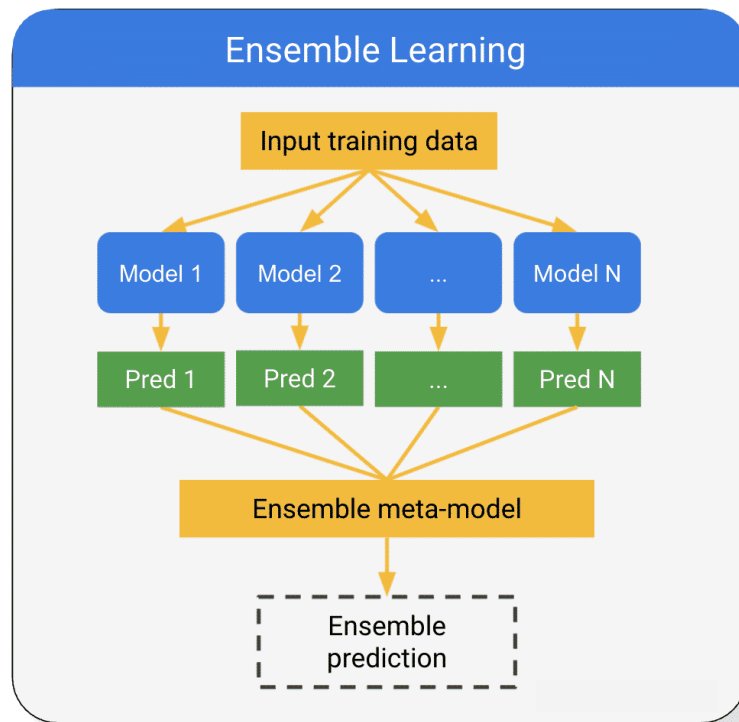 Ensemble Learning
Input training data
Model 1
Model 2
...
Model N
Pred 1
Pred 2
...
Pred N
Ensemble meta-model
Ensemble
prediction